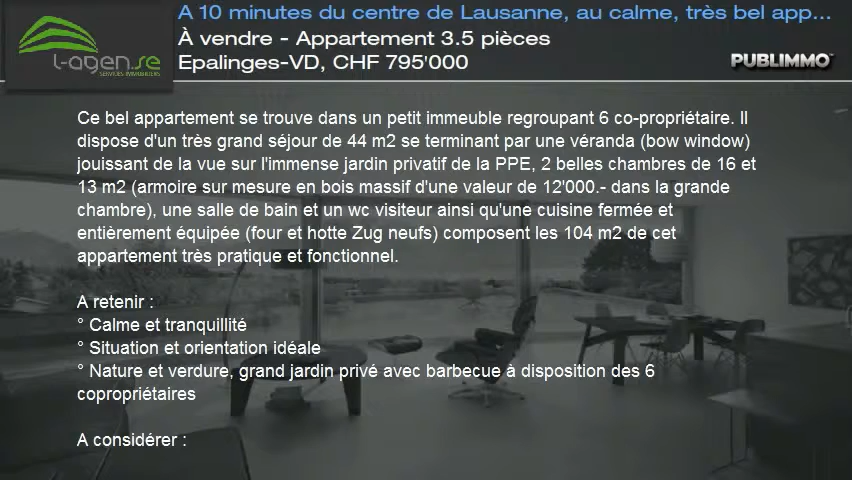 A 10 minutes du centre de Lausanne, au calme, très bel app...
À vendre - Appartement 3.5 pièces
Epalinges-VD, CHF 795'000
l-agen.se
SERVICES IMMOBILIERS
PUBLIMMO
Ce bel appartement se trouve dans un petit immeuble regroupant 6 co-propriétaire. Il
dispose d'un très grand séjour de 44 m2 se terminant par une véranda (bow window)
jouissant de la vue sur l'immense jardin privatif de la PPE, 2 belles chambres de 16 et
13 m2 (armoire sur mesure en bois massif d'une valeur de 12'000.- dans la grande
chambre), une salle de bain et un wc visiteur ainsi qu'une cuisine fermée et
entièrement équipée (four et hotte Zug neufs) composent les 104 m2 de cet
appartement très pratique et fonctionnel.
A retenir :
° Calme et tranquillité
° Situation et orientation idéale
° Nature et verdure, grand jardin privé avec barbecue à disposition des 6
copropriétaires
A considérer :